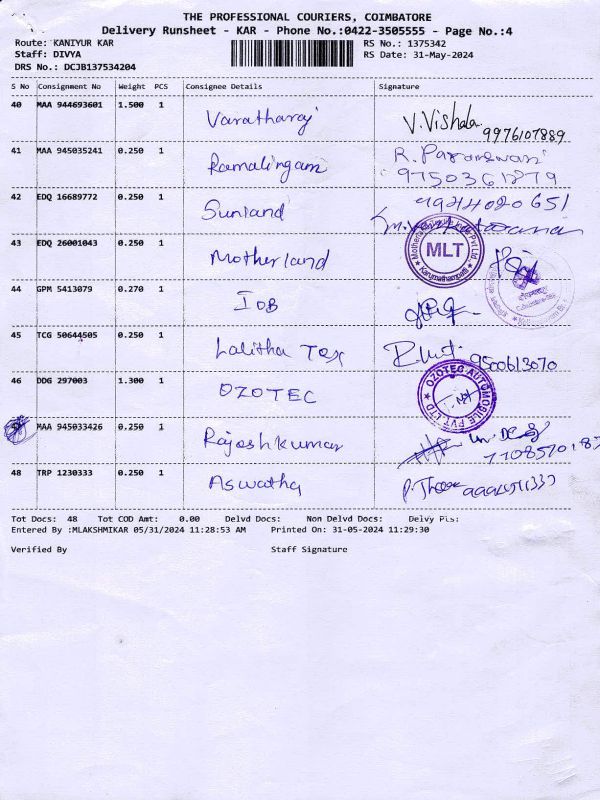 THE PROFESSIONAL COURIERS, COIMBATORE
Delivery Runsheet - KAR - Phone No.:0422-3505555 - Page No.:4
Route: KANIYUR KAR RS No.: 1375342
Staff: DIVYA RS Date: 31-May-2024
DRS No.: DCJB137534204
S No Consignment No Weight PCS Consignee Details Signature
40 MAA 944693601 1.500 1 Varatharaj V.Vishala 9976107889
41 MAA 945035241 0.250 1 Ramalingam R. Parameswari 9750361879
42 EDQ 16689772 0.250 1 Sunland 9944020651
43 EDQ 26001043 0.250 1 Motherland MLT
44 GPM 5413079 0.270 1 IOB
45 TCG 50644505 0.250 1 Lalitha Tex 9500613070
46 DDG 297003 1.300 1 OZOTEC OZOTEC AUTOMOBILE PVT LTD
MAA 945033426 0.250 1 Rajeshkumar
48 TRP 1230333 0.250 1 Aswatha
Tot Docs: 48 Tot COD Amt: 0.00 Delvd Docs: Non Delvd Docs: Delvy Pls:
Entered By :MLAKSHMIKAR 05/31/2024 11:28:53 AM Printed On: 31-05-2024 11:29:30
Verified By Staff Signature